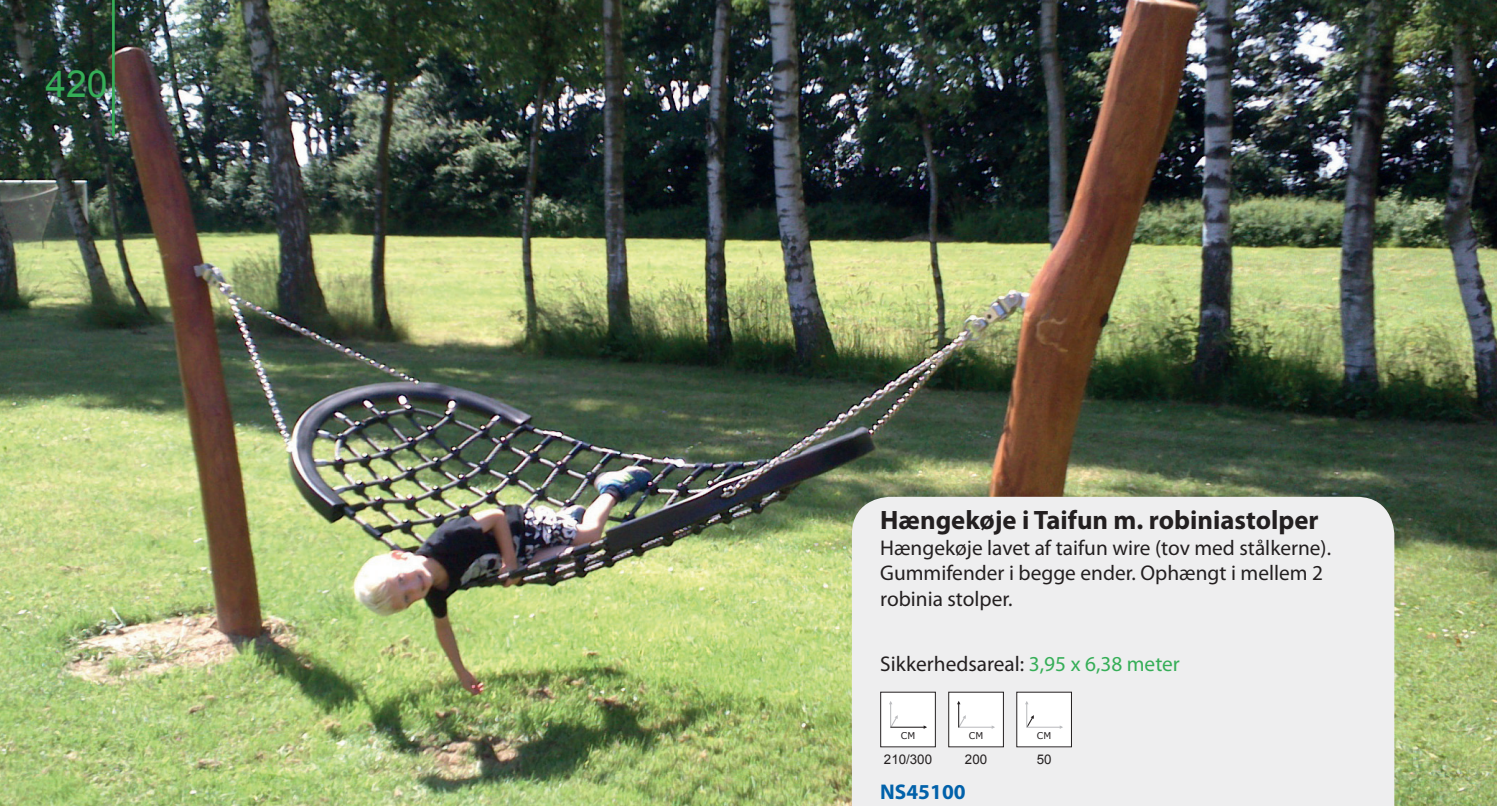 420
Hængekøje i Taifun m. robiniastolper
Hængekøje lavet af taifun wire (tov med stålkerne).
Gummifender i begge ender. Ophængt i mellem 2
robinia stolper.
Sikkerhedsareal: 3,95 x 6,38 meter
CM CM CM
210/300 200 50
NS45100